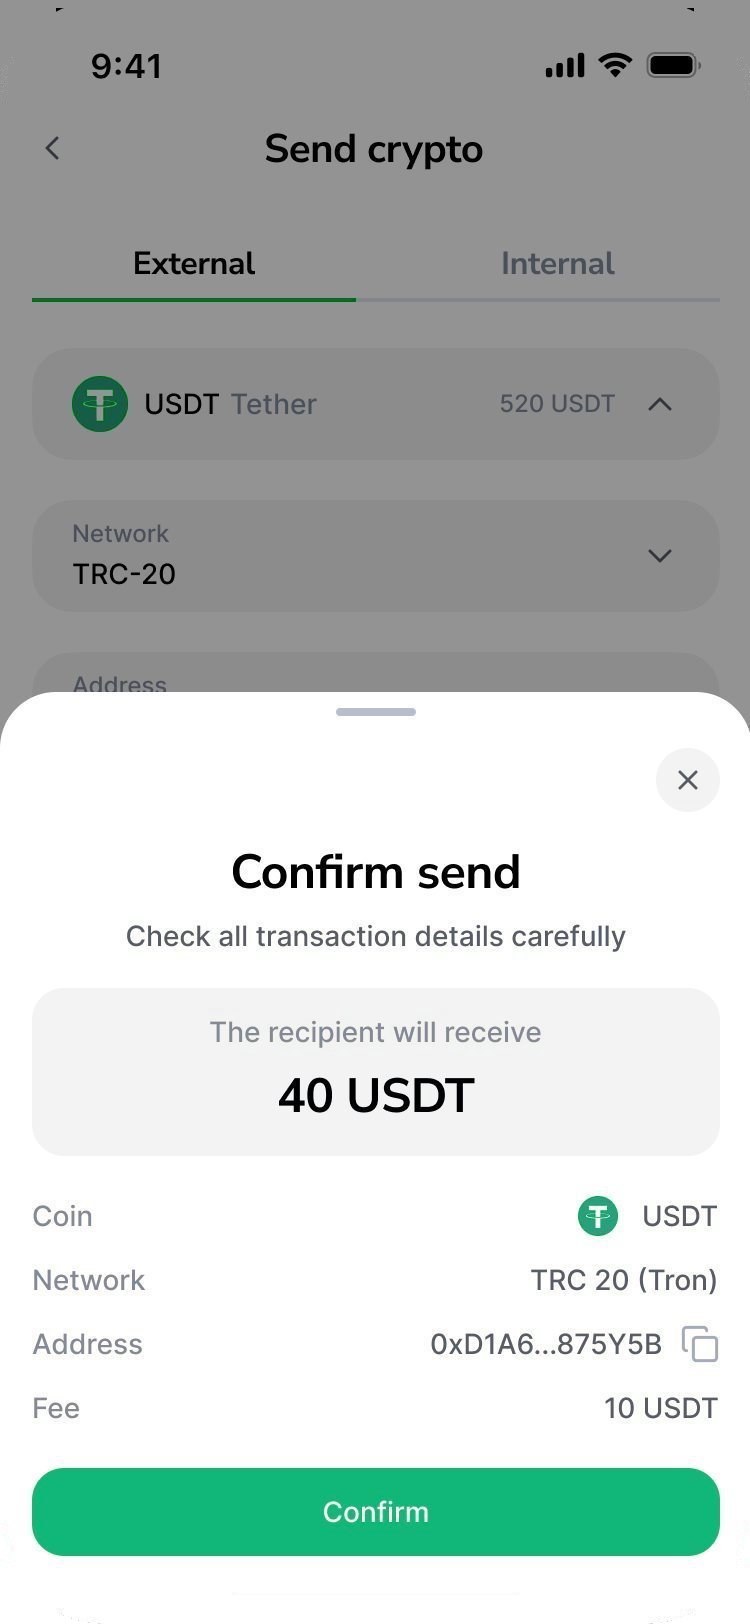 9:41
Send crypto
External Internal
USDT Tether 520 USDT
Network
TRC-20
Address
Confirm send
Check all transaction details carefully
The recipient will receive
40 USDT
Coin USDT
Network TRC 20 (Tron)
Address 0xD1A6...875Y5B
Fee 10 USDT
Confirm